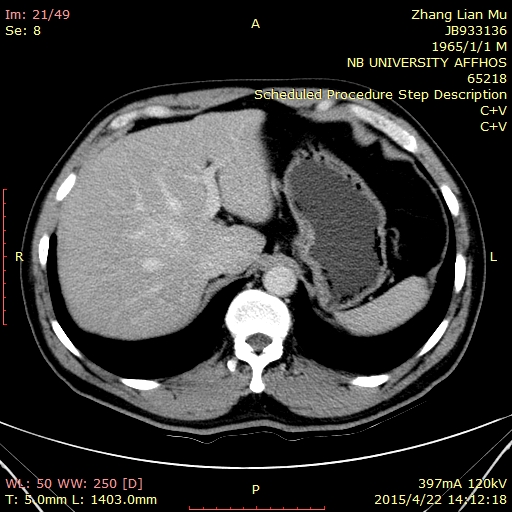 Im: 21/49
Se: 8
A
Zhang Lian Mu
JB933136
1965/1/1 M
NB UNIVERSITY AFFHOS
65218
Scheduled Procedure Step Description
C+V
C+V
R
L
WL: 50 WW: 250 [D]
T: 5.0mm L: 1403.0mm
P
397mA 120kV
2015/4/22 14:12:18